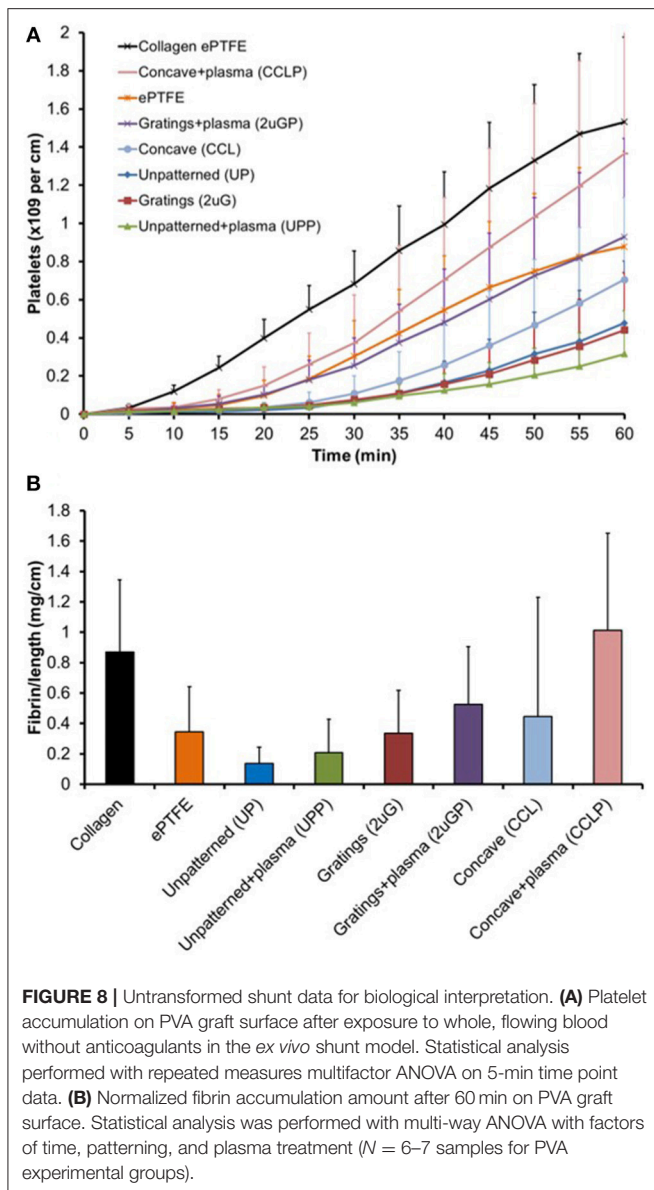 A
2
1.8
1.6
1.4
1.2
1
0.8
0.6
0.4
0.2
0
Platelets (x109 per cm)
Collagen ePTFE
Concave+plasma (CCLP)
ePTFE
Gratings+plasma (2uGP)
Concave (CCL)
Unpatterned (UP)
Gratings (2uG)
Unpatterned+plasma (UPP)
0 5 10 15 20 25 30 35 40 45 50 55 60
Time (min)
B
1.8
1.6
1.4
1.2
1
0.8
0.6
0.4
0.2
0
Fibrin/length (mg/cm)
Collagen
ePTFE
Unpatterned (UP)
Unpatterned+plasma (UPP)
Gratings (2uG)
Gratings+plasma (2uGP)
Concave (CCL)
Concave+plasma (CCLP)
FIGURE 8 | Untransformed shunt data for biological interpretation. (A) Platelet
accumulation on PVA graft surface after exposure to whole, flowing blood
without anticoagulants in the ex vivo shunt model. Statistical analysis
performed with repeated measures multifactor ANOVA on 5-min time point
data. (B) Normalized fibrin accumulation amount after 60 min on PVA graft
surface. Statistical analysis was performed with multi-way ANOVA with factors
of time, patterning, and plasma treatment (N = 6–7 samples for PVA
experimental groups).